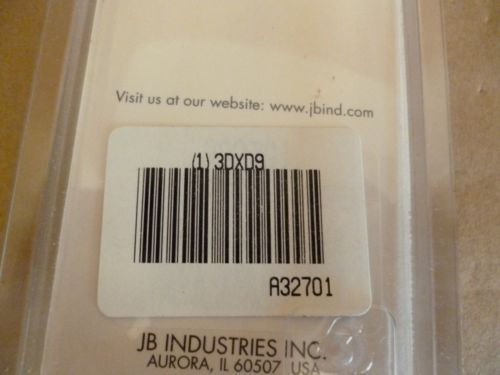 Visit us at our website: www.jbind.com
(1) 3DXD9
A32701
JB INDUSTRIES INC.
AURORA, IL 60507 USA